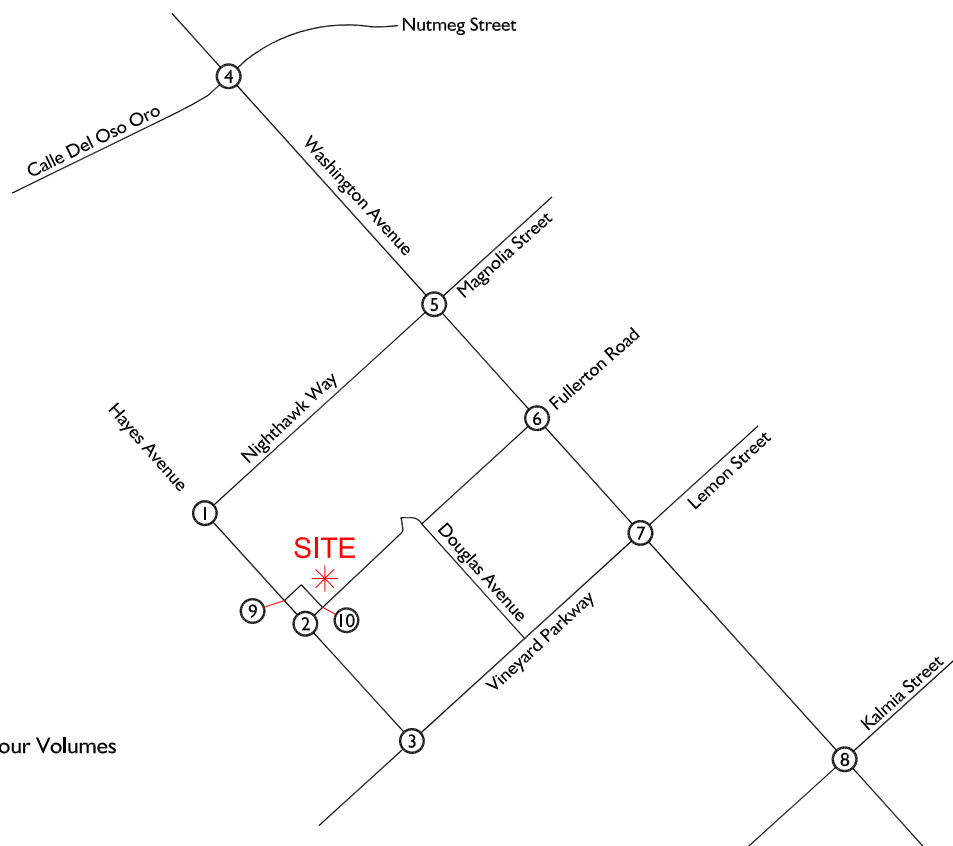 Nutmeg Street
4
Calle Del Oso Oro
Washington Avenue
Magnolia Street
5
Fullerton Road
Nighthawk Way
6
Hayes Avenue
Lemon Street
1
7
SITE
Douglas Avenue
9
2
10
Vineyard Parkway
Kalmia Street
3
our Volumes
8